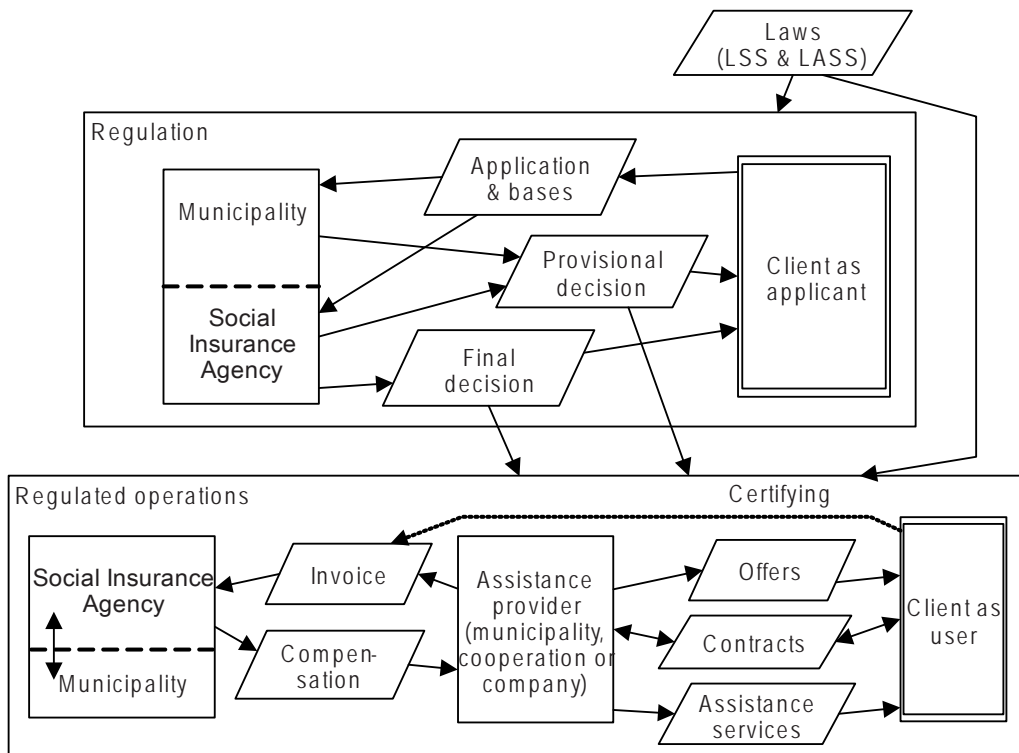 Laws
(LSS & LASS)
Regulation
Application
& bases
Municipality
Provisional
decision
Client as
applicant
Social
Insurance
Agency
Final
decision
Regulated operations
Certifying
Social Insurance
Agency
Municipality
Invoice
Compen-
sation
Assistance
provider
(municipality,
cooperation or
company)
Offers
Contracts
Assistance
services
Client as
user